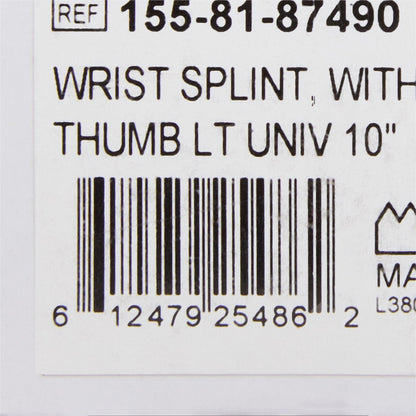 REF 155-81-87490
WRIST SPLINT, WITH
THUMB LT UNIV 10"
6 12479 25486 2